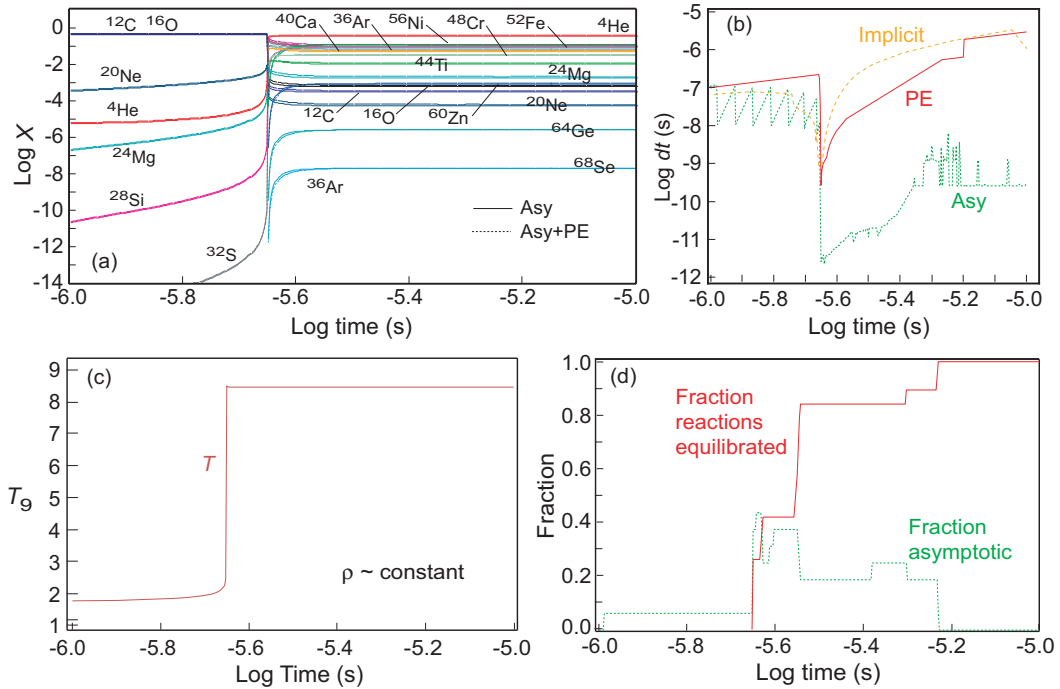 12C 16O
40Ca 36Ar 56Ni 48Cr 52Fe 4He
20Ne
44Ti
24Mg
4He
12C 16O 60Zn 20Ne
24Mg
64Ge
28Si
36Ar
68Se
32S
Asy
Asy+PE
(a)
Log X
0
-2
-4
-6
-8
-10
-12
-14
-6.0 -5.8 -5.6 -5.4 -5.2 -5.0
Log time (s)
(b)
Implicit
PE
Asy
Log dt (s)
-5
-6
-7
-8
-9
-10
-11
-12
-6.0 -5.8 -5.6 -5.4 -5.2 -5.0
Log time (s)
(c)
T
ρ ~ constant
T9
9
8
7
6
5
4
3
2
1
-6.0 -5.8 -5.6 -5.4 -5.2 -5.0
Log Time (s)
(d)
Fraction
reactions
equilibrated
Fraction
asymptotic
Fraction
1.0
0.8
0.6
0.4
0.2
0.0
-6.0 -5.8 -5.6 -5.4 -5.2 -5.0
Log time (s)